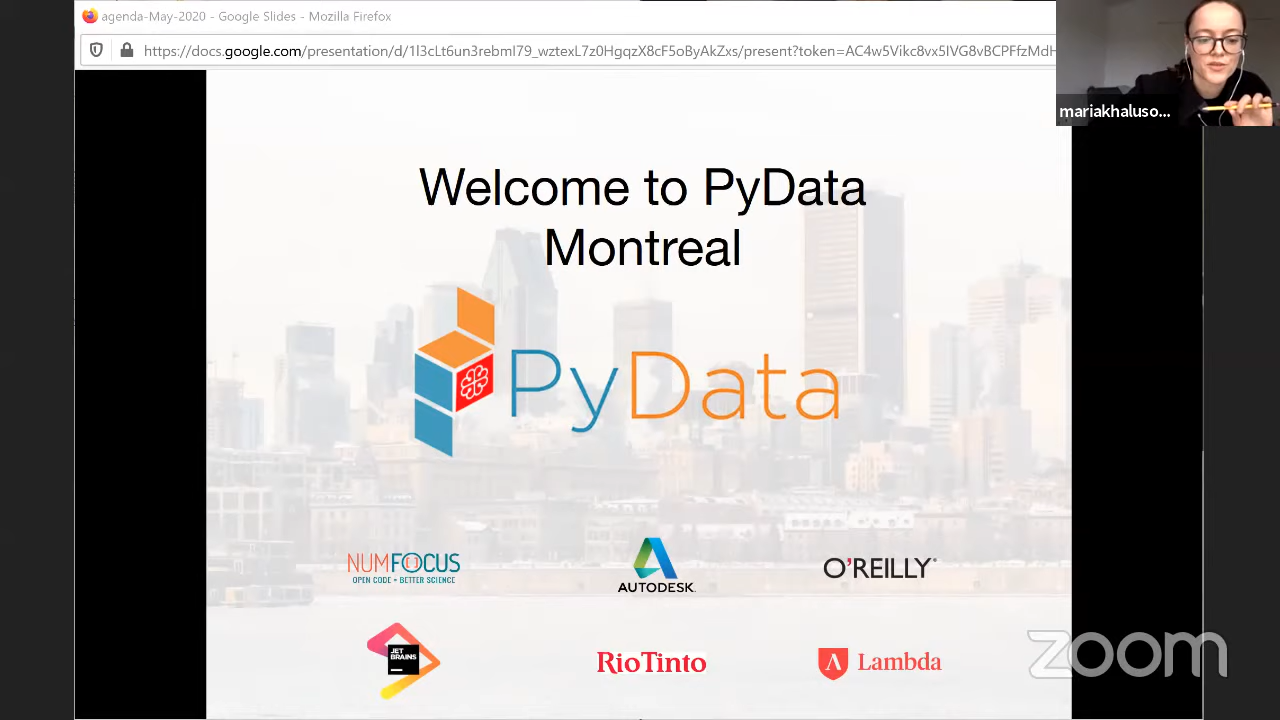 agenda-May-2020 - Google Slides - Mozilla Firefox
https://docs.google.com/presentation/d/1l3cLt6un3rebml79_wztexL7z0HgqzX8cF5oByAkZxs/present?token=AC4w5Vikc8vx5IVG8vBCPFfzMdH
mariakhaluso...
Welcome to PyData
Montreal
PyData
NUMFOCUS
OPEN CODE + BETTER SCIENCE
AUTODESK.
O'REILLY®
JET
BRAINS
RioTinto
Lambda
zoom